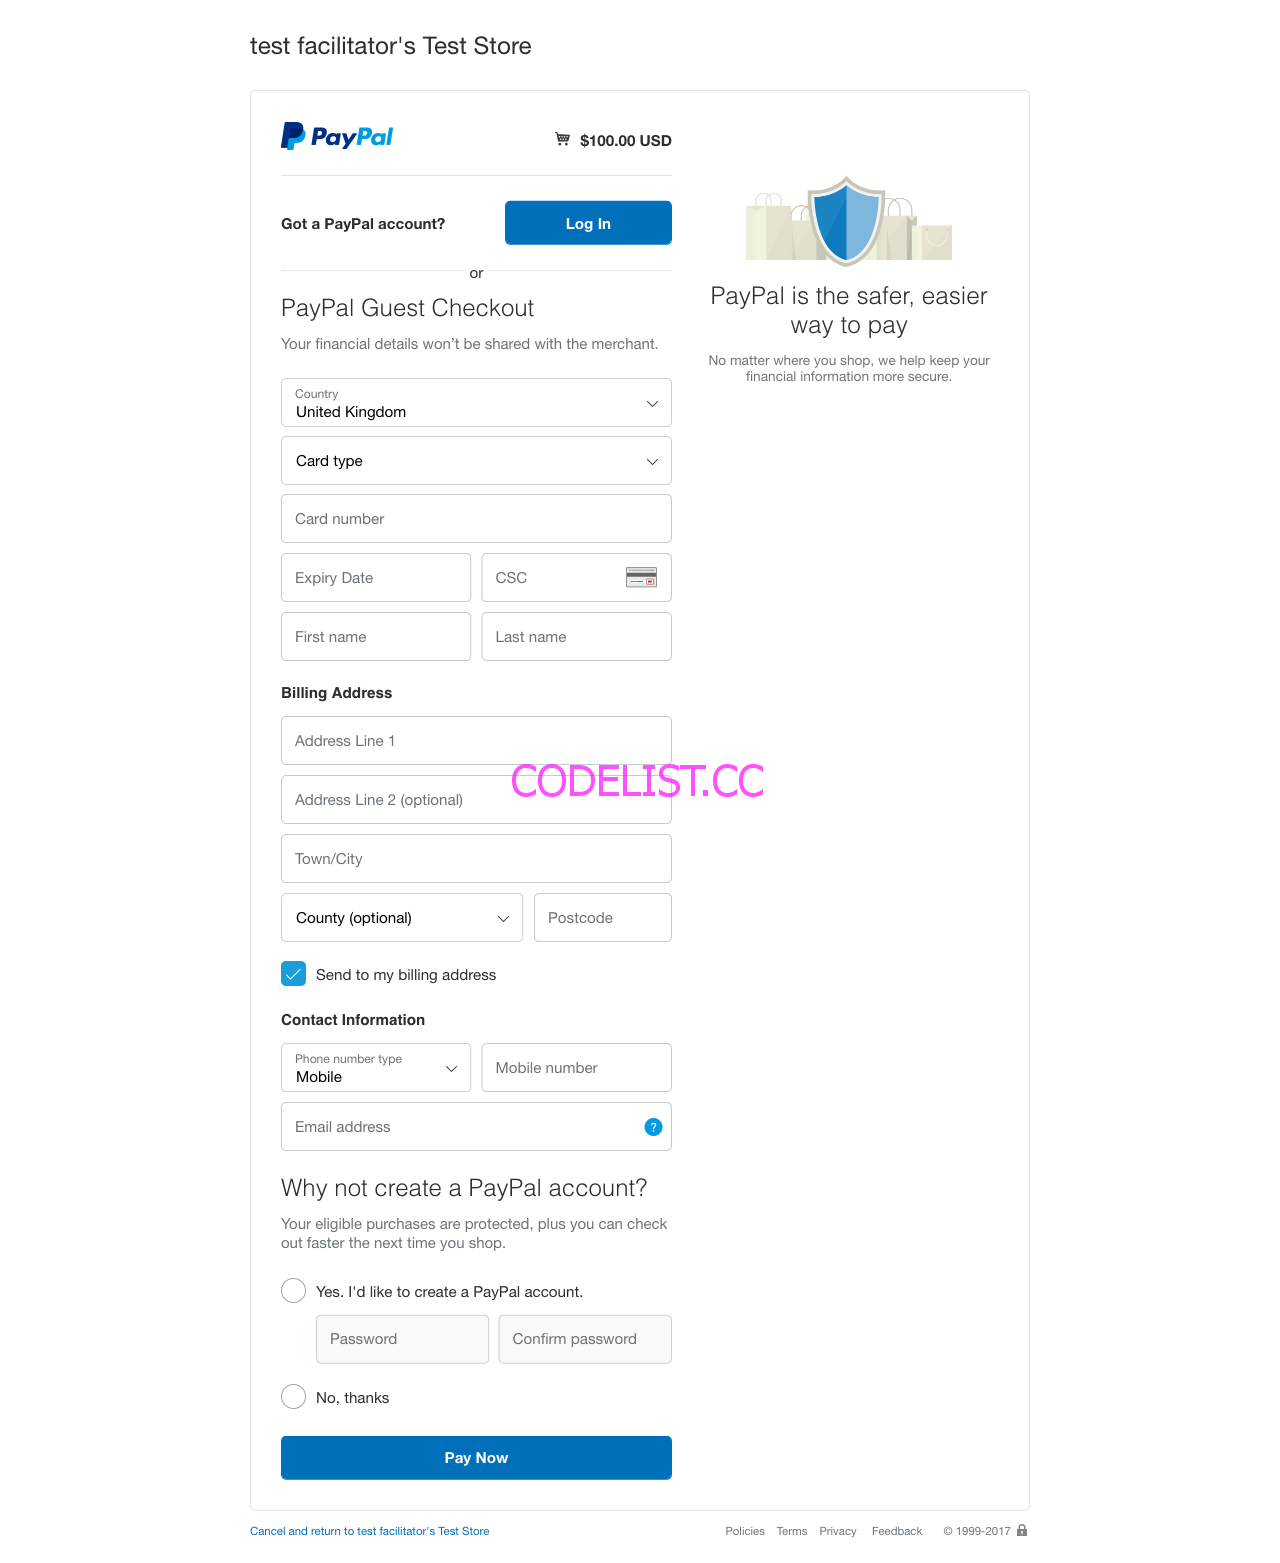 test facilitator's Test Store
PayPal
$100.00 USD
Got a PayPal account?
Log In
or
PayPal Guest Checkout
Your financial details won’t be shared with the merchant.
PayPal is the safer, easier
way to pay
No matter where you shop, we help keep your
financial information more secure.
Country
United Kingdom
Card type
Card number
Expiry Date
CSC
First name
Last name
Billing Address
Address Line 1
CODELIST.CC
Address Line 2 (optional)
Town/City
County (optional)
Postcode
Send to my billing address
Contact Information
Phone number type
Mobile
Mobile number
Email address
?
Why not create a PayPal account?
Your eligible purchases are protected, plus you can check
out faster the next time you shop.
Yes. I'd like to create a PayPal account.
Password
Confirm password
No, thanks
Pay Now
Cancel and return to test facilitator's Test Store
Policies Terms Privacy Feedback © 1999-2017